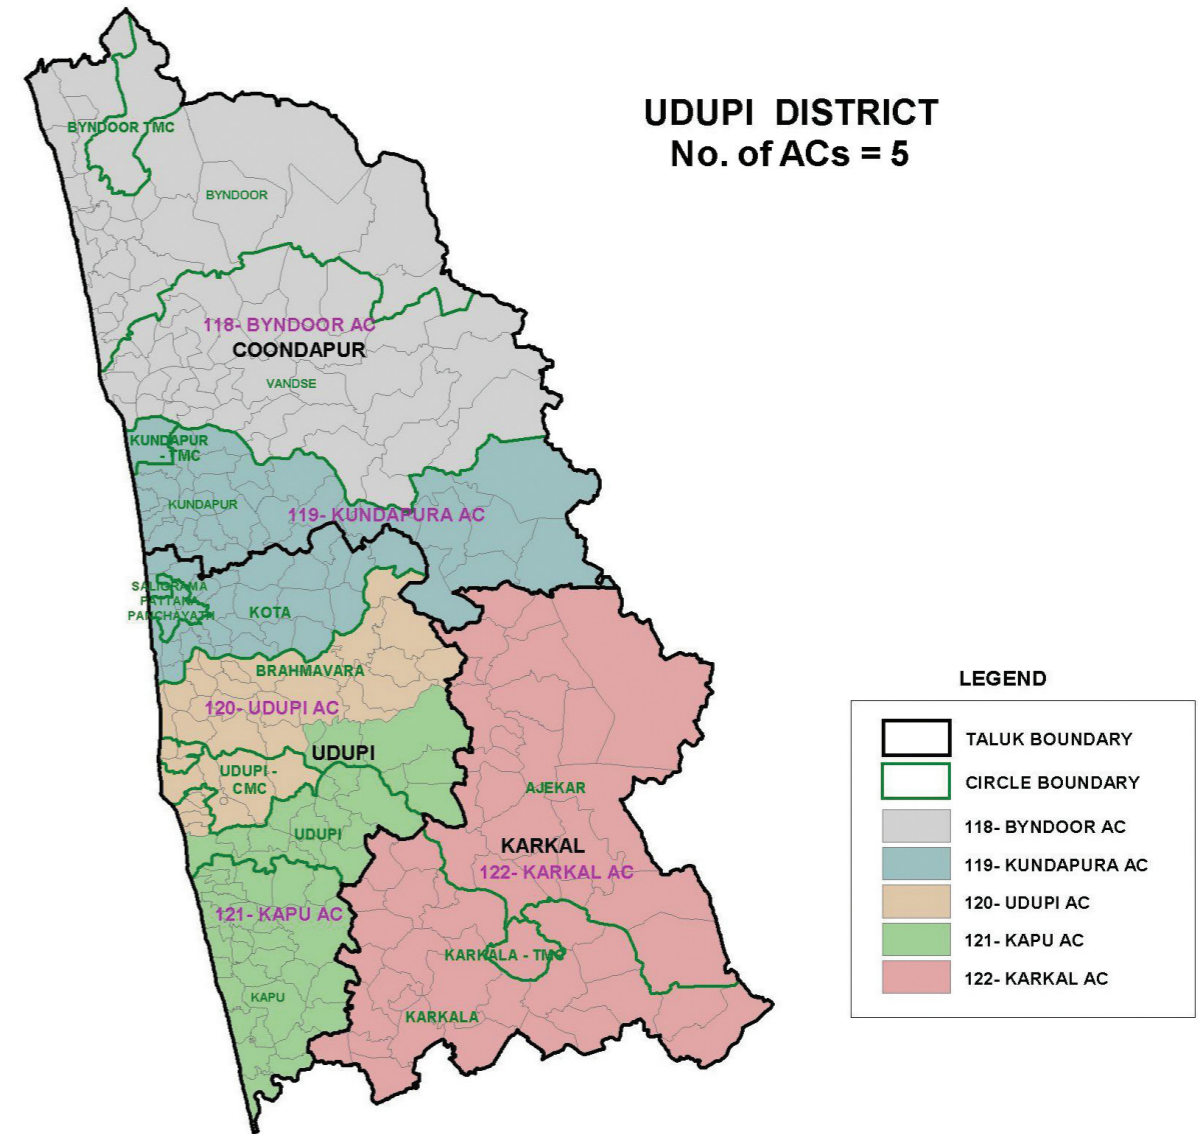 UDUPI DISTRICT
No. of ACs = 5
BYNDOOR TMC
BYNDOOR
118- BYNDOOR AC
COONDAPUR
VANDSE
KUNDAPUR
- TMC
KUNDAPUR
119- KUNDAPURA AC
SALIGRAMA
PATTANA
PANCHAYATH
KOTA
BRAHMAVARA
120- UDUPI AC
UDUPI
UDUPI -
CMC
AJEKAR
UDUPI
KARKAL
122- KARKAL AC
121- KAPU AC
KARKALA - TMC
KAPU
KARKALA
LEGEND
TALUK BOUNDARY
CIRCLE BOUNDARY
118- BYNDOOR AC
119- KUNDAPURA AC
120- UDUPI AC
121- KAPU AC
122- KARKAL AC